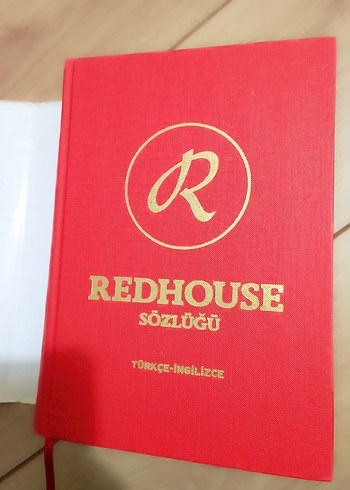 R
REDHOUSE
SÖZLÜĞÜ
TÜRKÇE-İNGİLİZCE